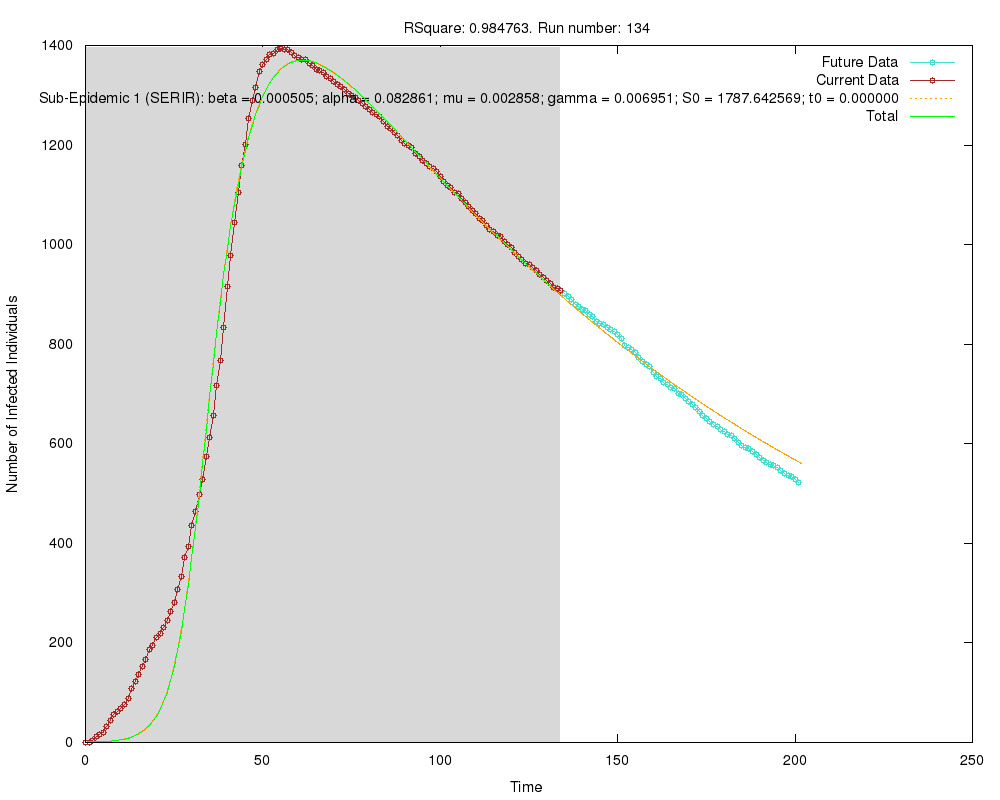 RSquare: 0.984763. Run number: 134
1400
1200
1000
800
600
400
200
0
Number of Infected Individuals
Future Data
Current Data
Sub-Epidemic 1 (SERIR): beta = 0.000505; alpha = 0.082861; mu = 0.002858; gamma = 0.006951; S0 = 1787.642569; t0 = 0.000000
Total
0 50 100 150 200 250
Time